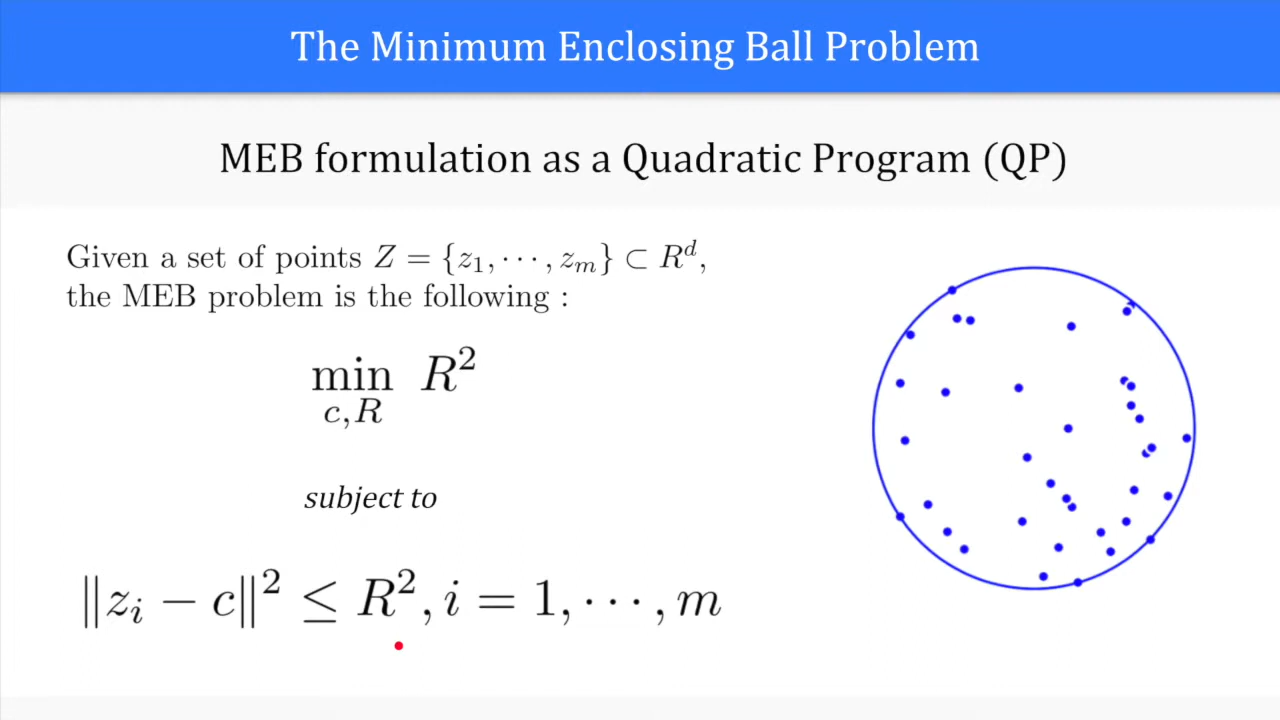 The Minimum Enclosing Ball Problem
MEB formulation as a Quadratic Program (QP)
Given a set of points Z = {z₁, ⋯ , zₘ} ⊂ Rᵈ,
the MEB problem is the following :
min R²
c,R
subject to
‖zᵢ − c‖² ≤ R², i = 1, ⋯ , m